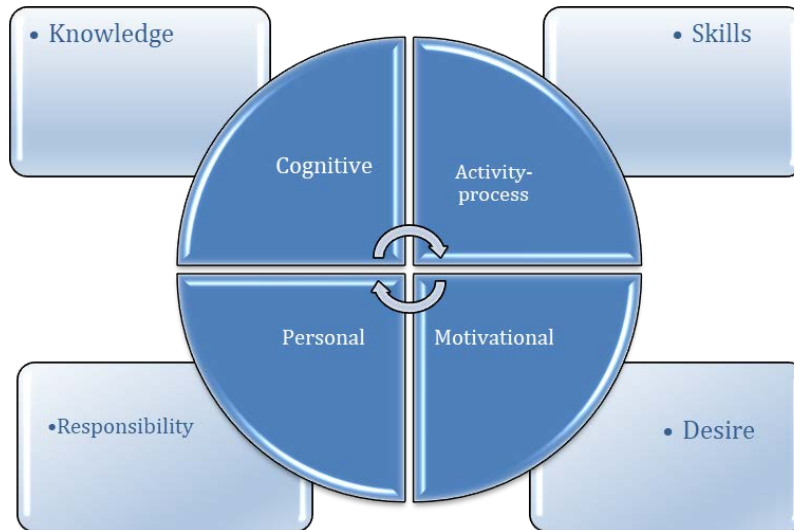 • Knowledge
• Skills
Cognitive
Activity-
process
Personal
Motivational
•Responsibility
• Desire